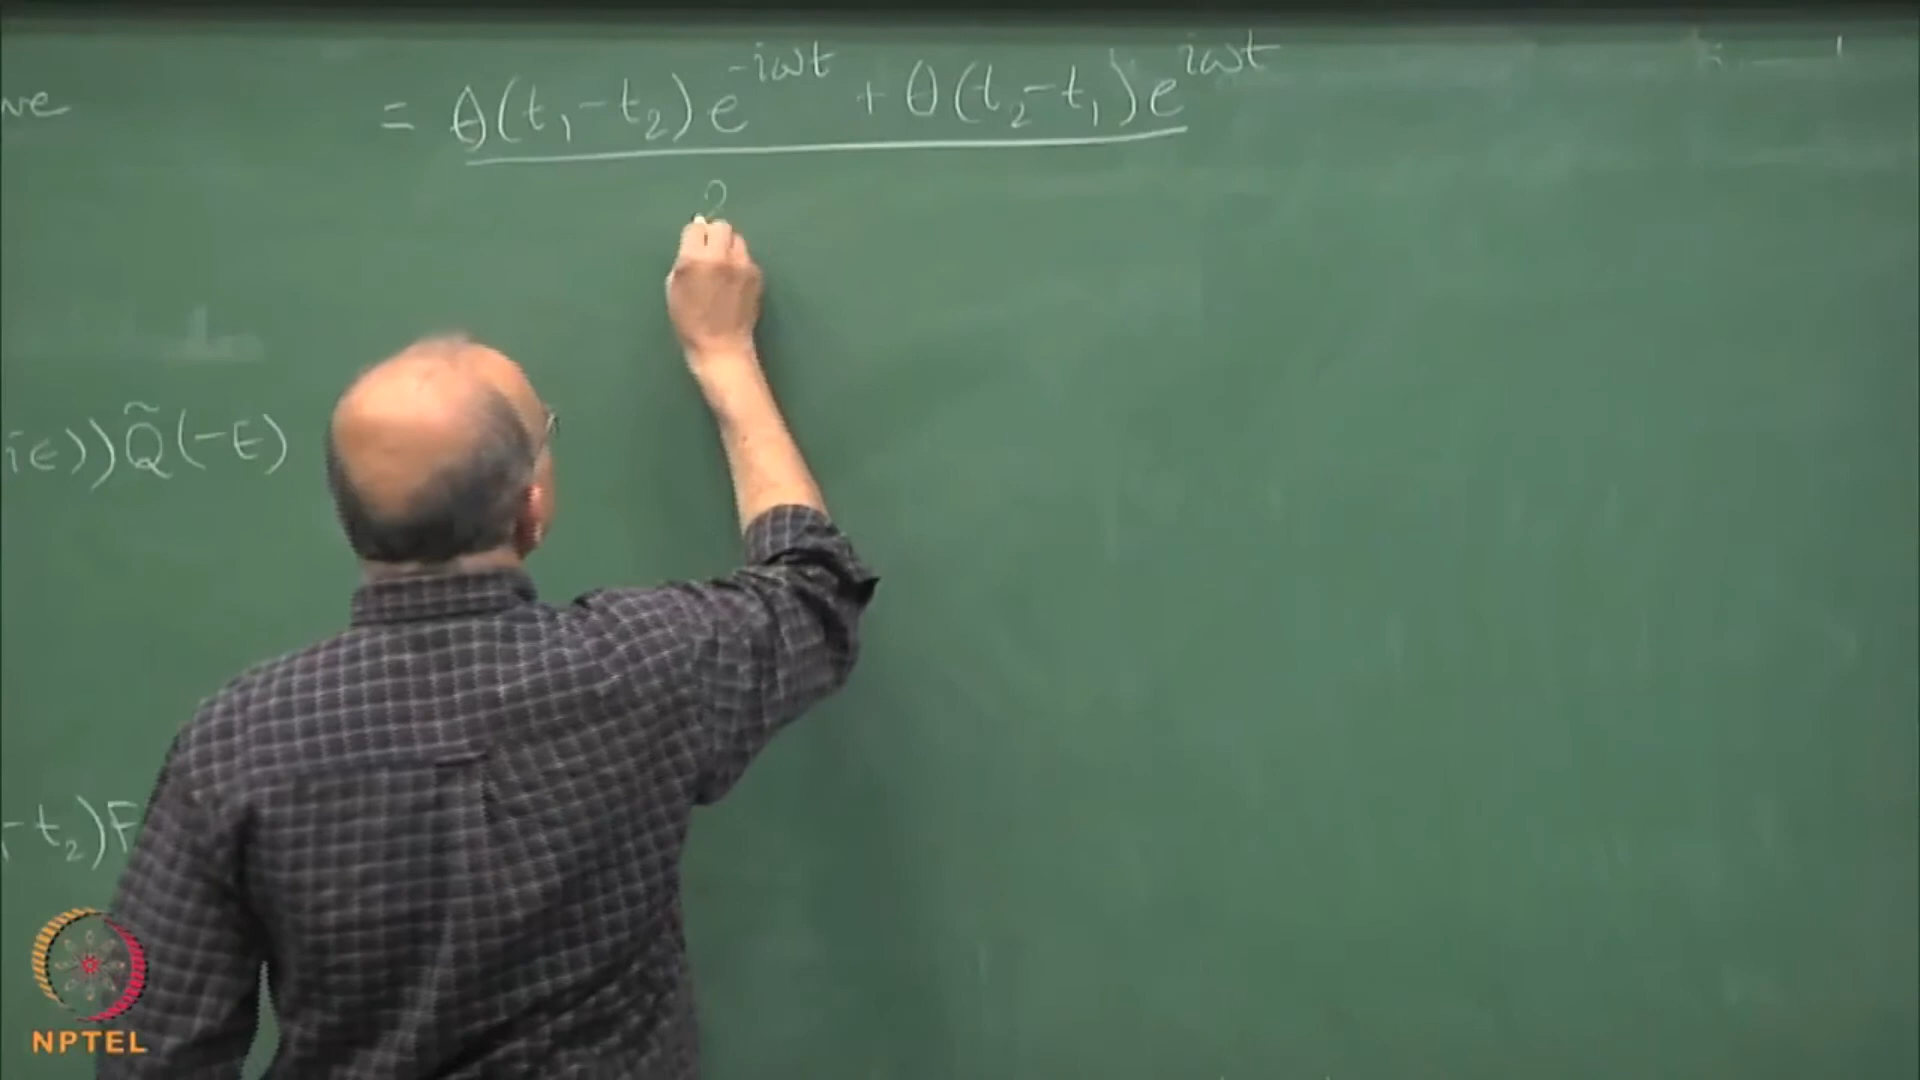 ve
= θ(t₁-t₂)e^{-iωt} + θ(t₂-t₁)e^{iωt}
2
iϵ))Q̃(-E)
-t₂)F
NPTEL